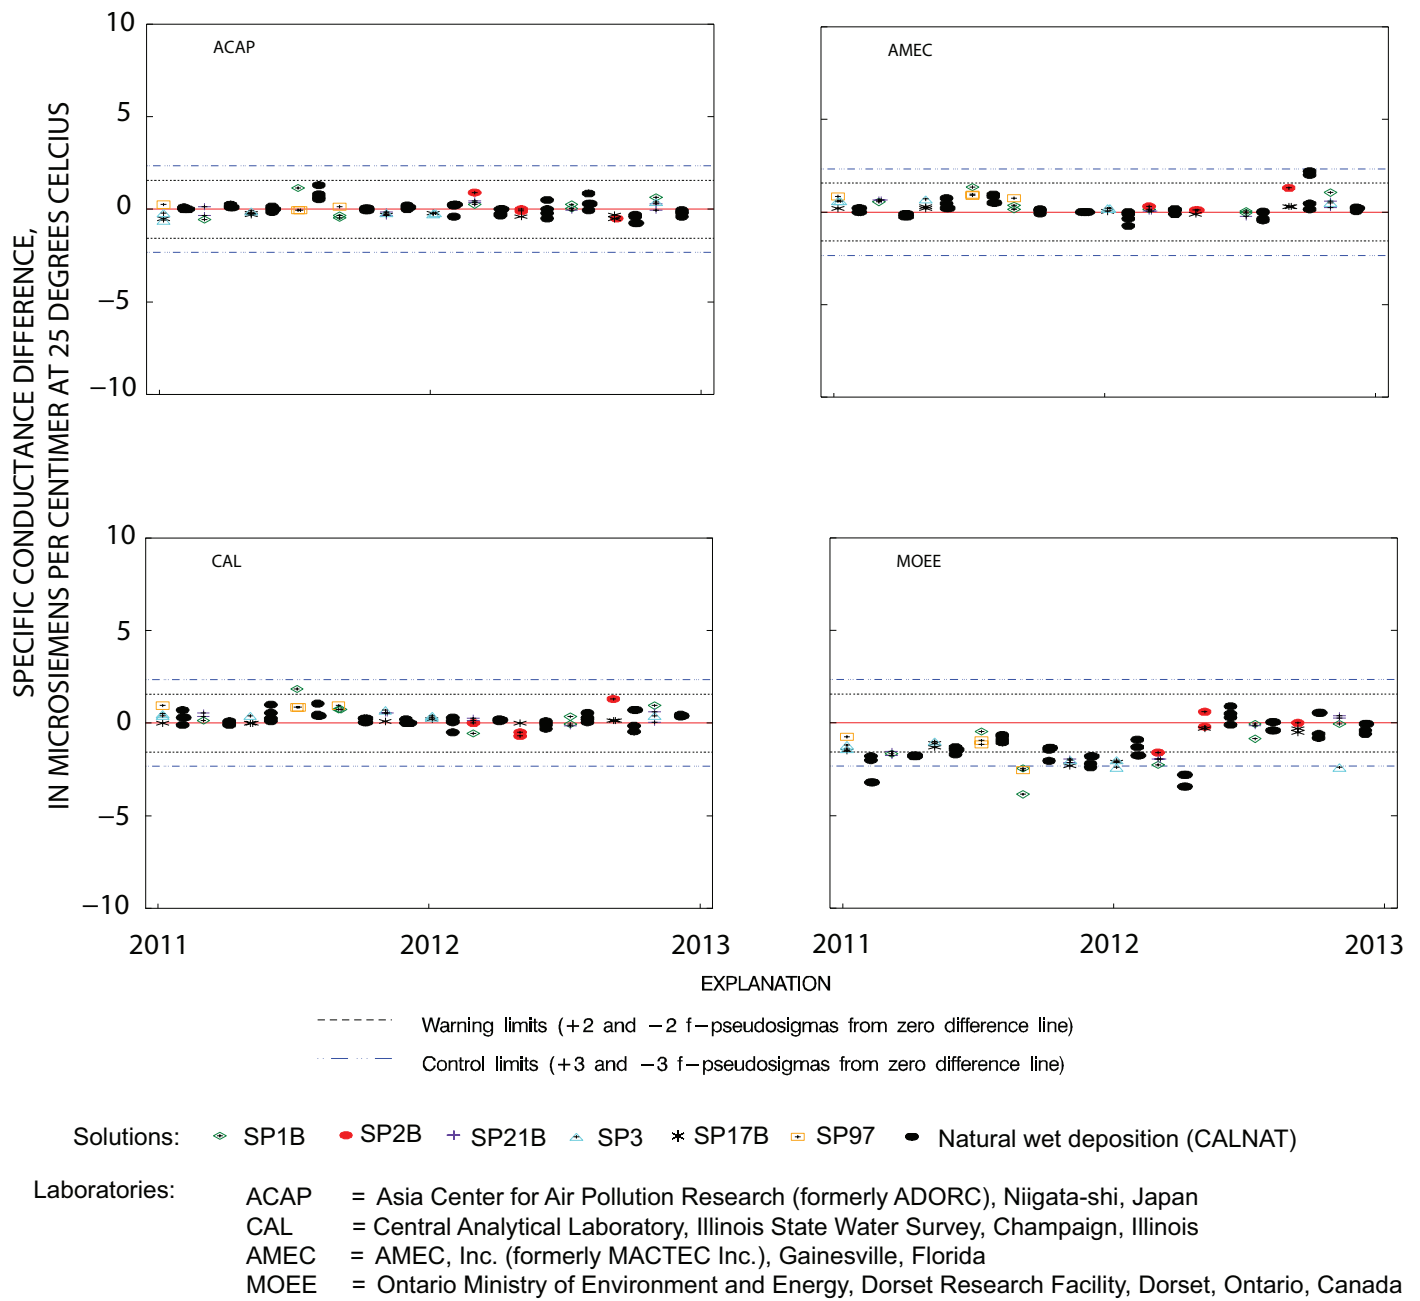 SPECIFIC CONDUCTANCE DIFFERENCE,
IN MICROSIEMENS PER CENTIMER AT 25 DEGREES CELCIUS
10
5
0
−5
−10
ACAP
AMEC
10
5
0
−5
−10
CAL
MOEE
2011 2012 2013
2011 2012 2013
EXPLANATION
Warning limits (+2 and −2 f−pseudosigmas from zero difference line)
Control limits (+3 and −3 f−pseudosigmas from zero difference line)
Solutions: SP1B SP2B SP21B SP3 SP17B SP97 Natural wet deposition (CALNAT)
Laboratories:
ACAP = Asia Center for Air Pollution Research (formerly ADORC), Niigata-shi, Japan
CAL = Central Analytical Laboratory, Illinois State Water Survey, Champaign, Illinois
AMEC = AMEC, Inc. (formerly MACTEC Inc.), Gainesville, Florida
MOEE = Ontario Ministry of Environment and Energy, Dorset Research Facility, Dorset, Ontario, Canada